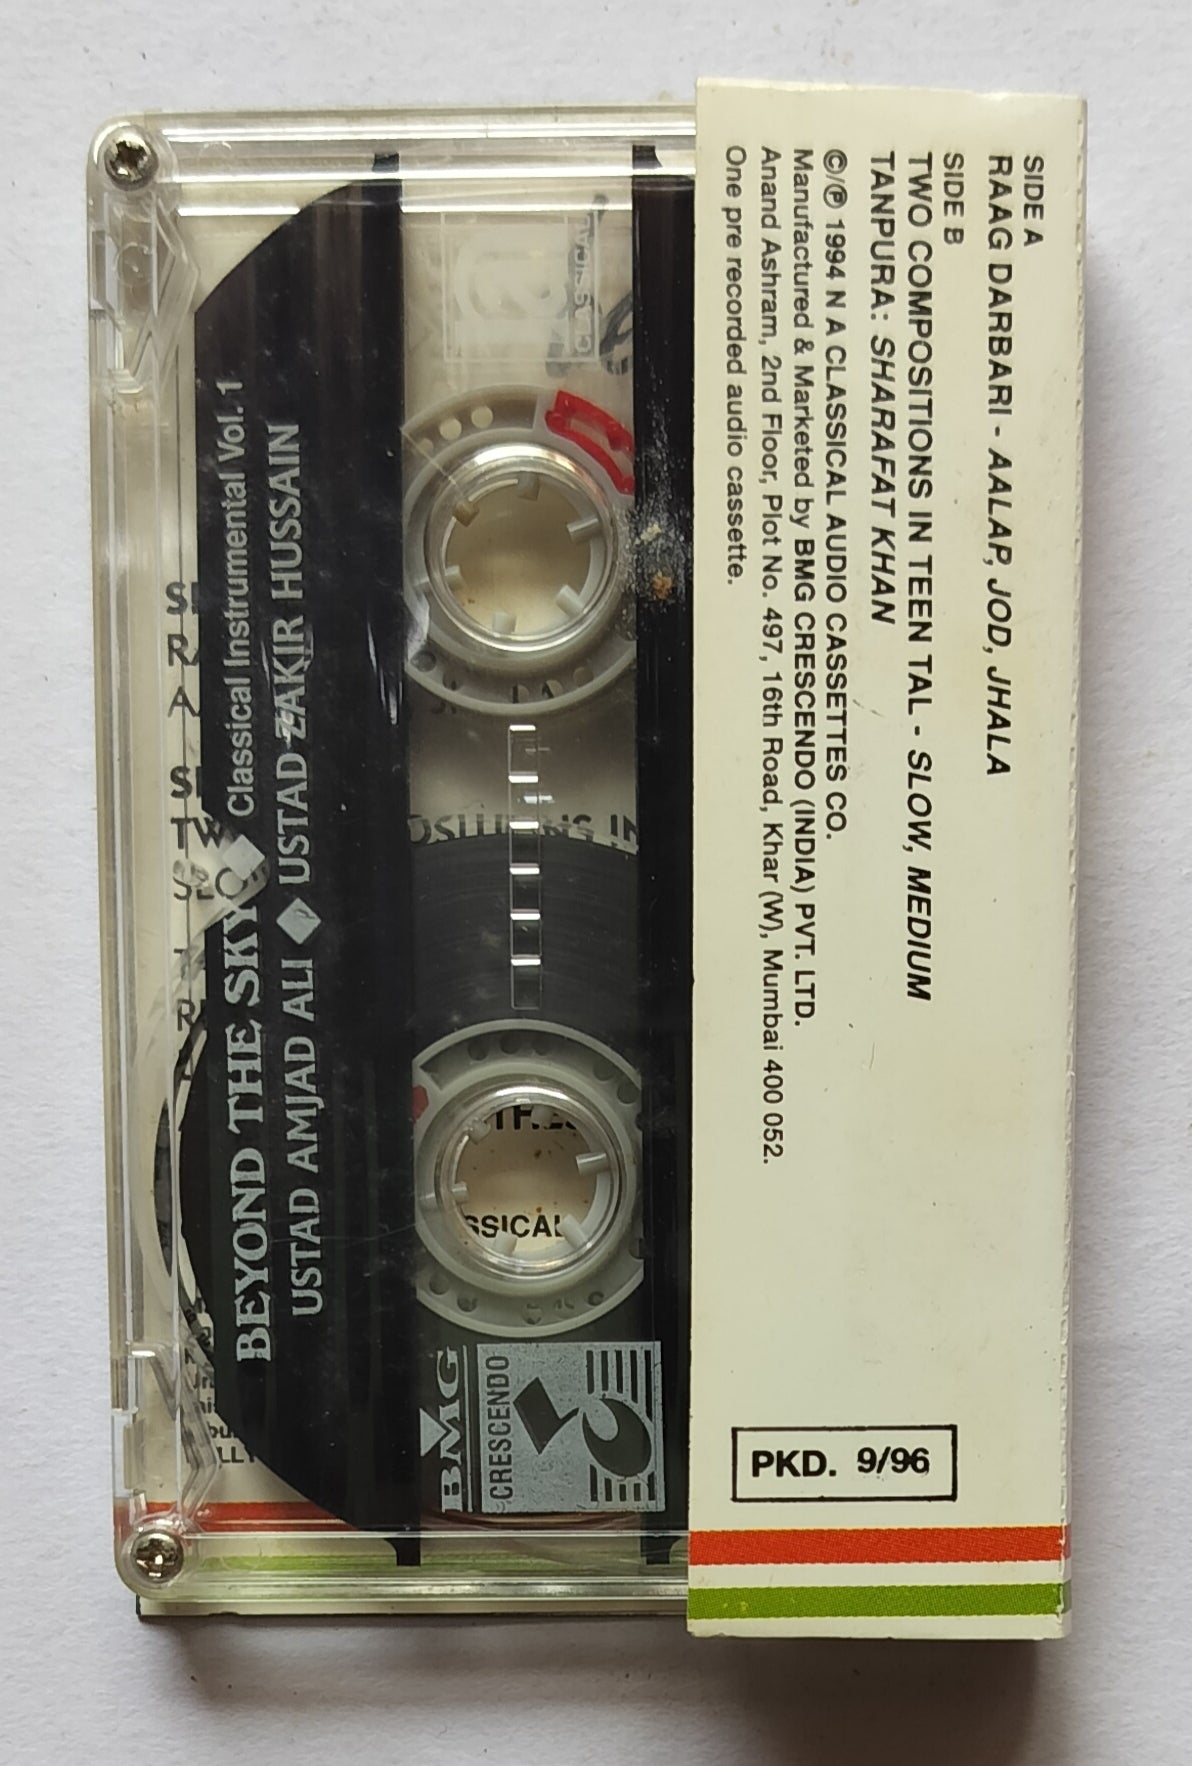 SIDE A
RAAG DARBARI - AALAP, JOD, JHALA
SIDE B
TWO COMPOSITIONS IN TEEN TAL - SLOW, MEDIUM
TANPURA: SHARAFAT KHAN
©/℗ 1994 N A CLASSICAL AUDIO CASSETTES CO.
Manufactured & Marketed by BMG CRESCENDO (INDIA) PVT. LTD.
Anand Ashram, 2nd Floor, Plot No. 497, 16th Road, Khar (W), Mumbai 400 052.
One pre recorded audio cassette.
PKD. 9/96
BEYOND THE SKY ◆ Classical Instrumental Vol. 1
USTAD AMJAD ALI ◆ USTAD ZAKIR HUSSAIN
BMG
CRESCENDO